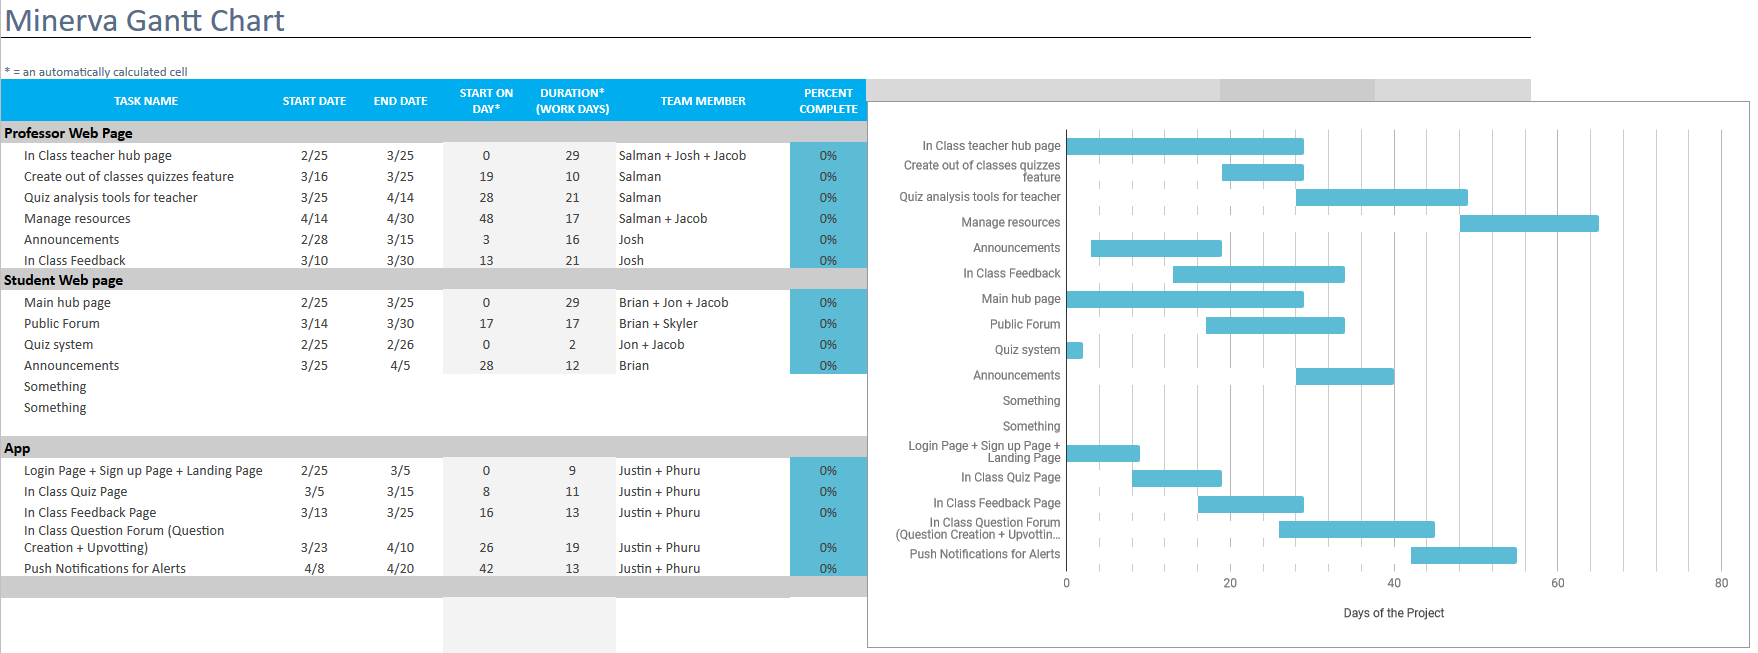 Minerva Gantt Chart
* = an automatically calculated cell
TASK NAME START DATE END DATE START ON DAY* DURATION* (WORK DAYS) TEAM MEMBER PERCENT COMPLETE
Professor Web Page
In Class teacher hub page 2/25 3/25 0 29 Salman + Josh + Jacob 0%
Create out of classes quizzes feature 3/16 3/25 19 10 Salman 0%
Quiz analysis tools for teacher 3/25 4/14 28 21 Salman 0%
Manage resources 4/14 4/30 48 17 Salman + Jacob 0%
Announcements 2/28 3/15 3 16 Josh 0%
In Class Feedback 3/10 3/30 13 21 Josh 0%
Student Web page
Main hub page 2/25 3/25 0 29 Brian + Jon + Jacob 0%
Public Forum 3/14 3/30 17 17 Brian + Skyler 0%
Quiz system 2/25 2/26 0 2 Jon + Jacob 0%
Announcements 3/25 4/5 28 12 Brian 0%
Something
Something
App
Login Page + Sign up Page + Landing Page 2/25 3/5 0 9 Justin + Phuru 0%
In Class Quiz Page 3/5 3/15 8 11 Justin + Phuru 0%
In Class Feedback Page 3/13 3/25 16 13 Justin + Phuru 0%
In Class Question Forum (Question
Creation + Upvotting) 3/23 4/10 26 19 Justin + Phuru 0%
Push Notifications for Alerts 4/8 4/20 42 13 Justin + Phuru 0%
In Class teacher hub page
Create out of classes quizzes
feature
Quiz analysis tools for teacher
Manage resources
Announcements
In Class Feedback
Main hub page
Public Forum
Quiz system
Announcements
Something
Something
Login Page + Sign up Page +
Landing Page
In Class Quiz Page
In Class Feedback Page
In Class Question Forum
(Question Creation + Upvottin...
Push Notifications for Alerts
0 20 40 60 80
Days of the Project